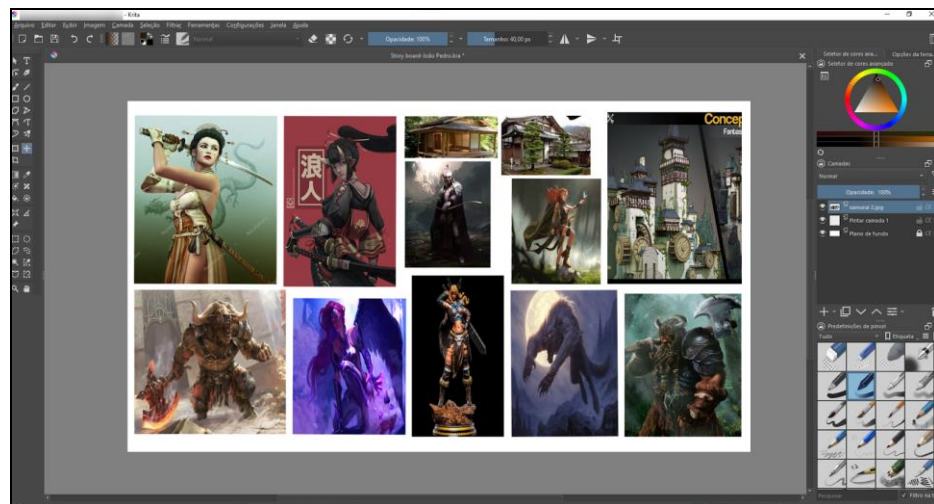 - Krita
Arquivo Editar Exibir Imagem Camada Seleção Filtros Ferramentas Configurações Janela Ajuda
Normal
Opacidade: 100%
Tamanho: 40,00 px
Story board-João Pedro.kra *
Seletor de cores ava...
Opções da ferra...
Seletor de cores avançado
浪人
Concep
Fantas
Camadas
Normal
Opacidade: 100%
samurai 2.jpg
Pintar camada 1
Plano de fundo
Predefinições de pincel
Tudo
Etiqueta
Pesquisar
Filtro na